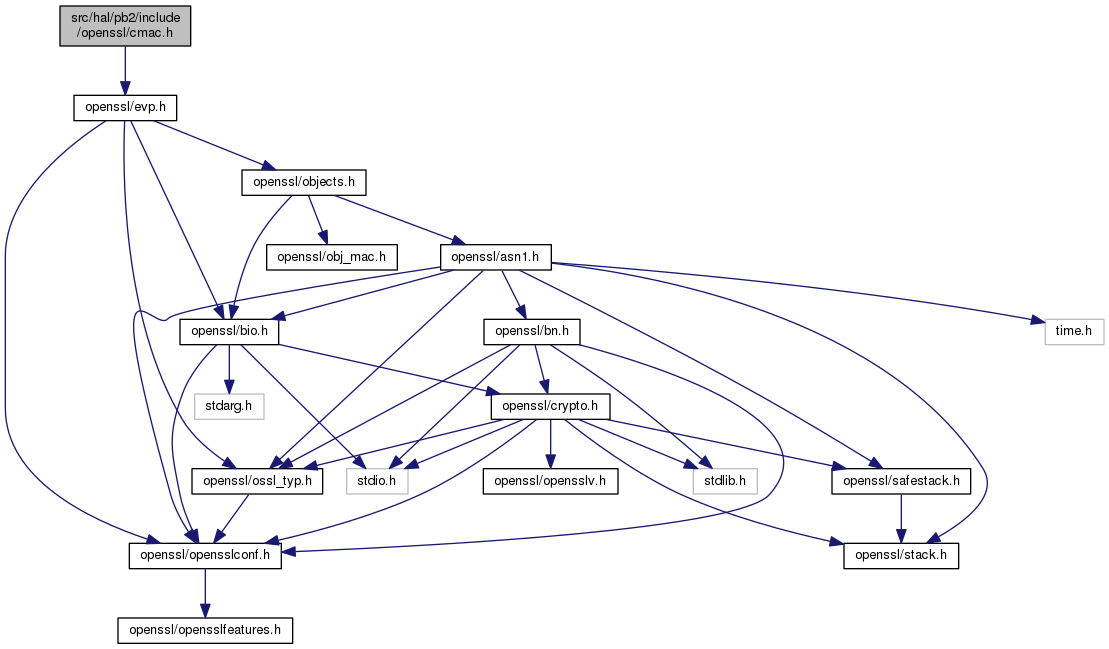 src/hal/pb2/include
/openssl/cmac.h
openssl/evp.h
openssl/objects.h
openssl/obj_mac.h
openssl/asn1.h
openssl/bio.h
openssl/bn.h
time.h
stdarg.h
openssl/crypto.h
openssl/ossl_typ.h
stdio.h
openssl/opensslv.h
stdlib.h
openssl/safestack.h
openssl/opensslconf.h
openssl/stack.h
openssl/opensslfeatures.h